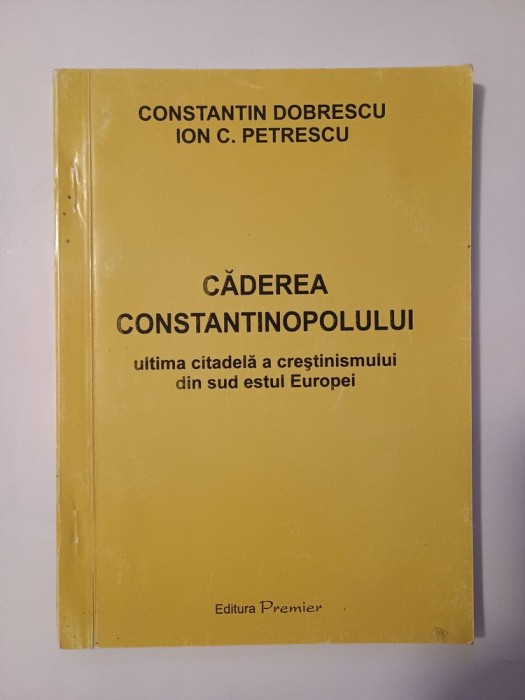 CONSTANTIN DOBRESCU
ION C. PETRESCU
CĂDEREA
CONSTANTINOPOLULUI
ultima citadelă a creştinismului
din sud estul Europei
Editura Premier